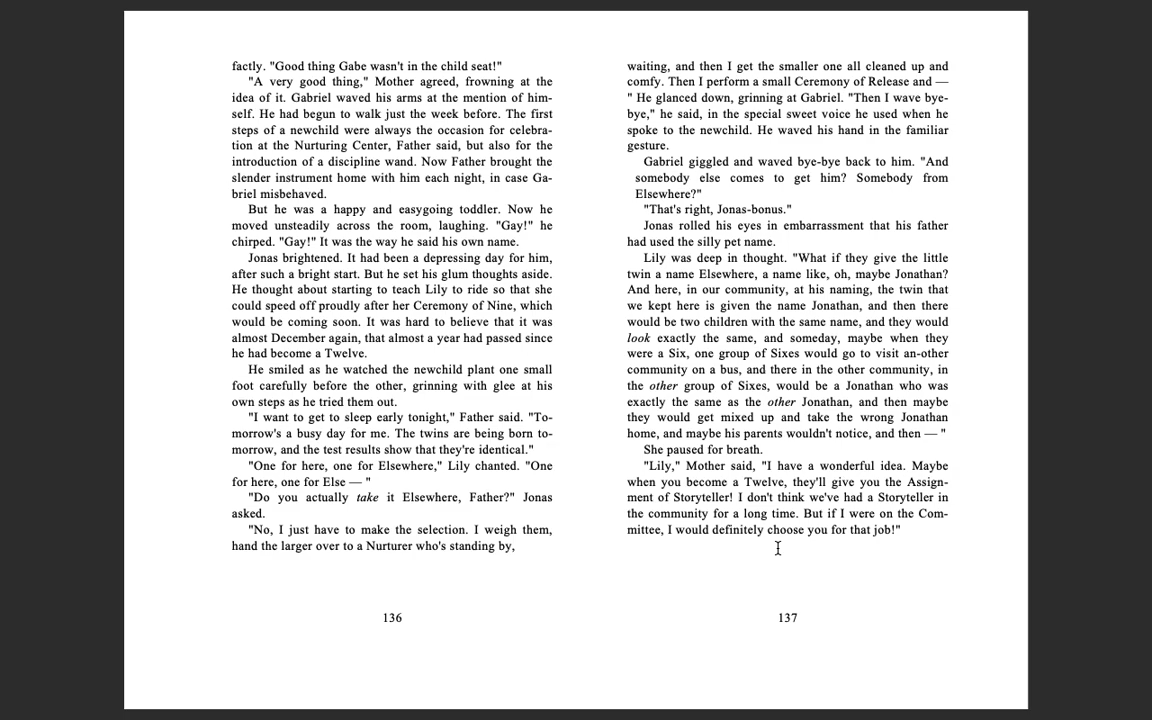 factly. "Good thing Gabe wasn't in the child seat!"
"A very good thing," Mother agreed, frowning at the
idea of it. Gabriel waved his arms at the mention of him-
self. He had begun to walk just the week before. The first
steps of a newchild were always the occasion for celebra-
tion at the Nurturing Center, Father said, but also for the
introduction of a discipline wand. Now Father brought the
slender instrument home with him each night, in case Ga-
briel misbehaved.
But he was a happy and easygoing toddler. Now he
moved unsteadily across the room, laughing. "Gay!" he
chirped. "Gay!" It was the way he said his own name.
Jonas brightened. It had been a depressing day for him,
after such a bright start. But he set his glum thoughts aside.
He thought about starting to teach Lily to ride so that she
could speed off proudly after her Ceremony of Nine, which
would be coming soon. It was hard to believe that it was
almost December again, that almost a year had passed since
he had become a Twelve.
He smiled as he watched the newchild plant one small
foot carefully before the other, grinning with glee at his
own steps as he tried them out.
"I want to get to sleep early tonight," Father said. "To-
morrow's a busy day for me. The twins are being born to-
morrow, and the test results show that they're identical."
"One for here, one for Elsewhere," Lily chanted. "One
for here, one for Else — "
"Do you actually take it Elsewhere, Father?" Jonas
asked.
"No, I just have to make the selection. I weigh them,
hand the larger over to a Nurturer who's standing by,
136
waiting, and then I get the smaller one all cleaned up and
comfy. Then I perform a small Ceremony of Release and —
" He glanced down, grinning at Gabriel. "Then I wave bye-
bye," he said, in the special sweet voice he used when he
spoke to the newchild. He waved his hand in the familiar
gesture.
Gabriel giggled and waved bye-bye back to him. "And
somebody else comes to get him? Somebody from
Elsewhere?"
"That's right, Jonas-bonus."
Jonas rolled his eyes in embarrassment that his father
had used the silly pet name.
Lily was deep in thought. "What if they give the little
twin a name Elsewhere, a name like, oh, maybe Jonathan?
And here, in our community, at his naming, the twin that
we kept here is given the name Jonathan, and then there
would be two children with the same name, and they would
look exactly the same, and someday, maybe when they
were a Six, one group of Sixes would go to visit an-other
community on a bus, and there in the other community, in
the other group of Sixes, would be a Jonathan who was
exactly the same as the other Jonathan, and then maybe
they would get mixed up and take the wrong Jonathan
home, and maybe his parents wouldn't notice, and then — "
She paused for breath.
"Lily," Mother said, "I have a wonderful idea. Maybe
when you become a Twelve, they'll give you the Assign-
ment of Storyteller! I don't think we've had a Storyteller in
the community for a long time. But if I were on the Com-
mittee, I would definitely choose you for that job!"
137